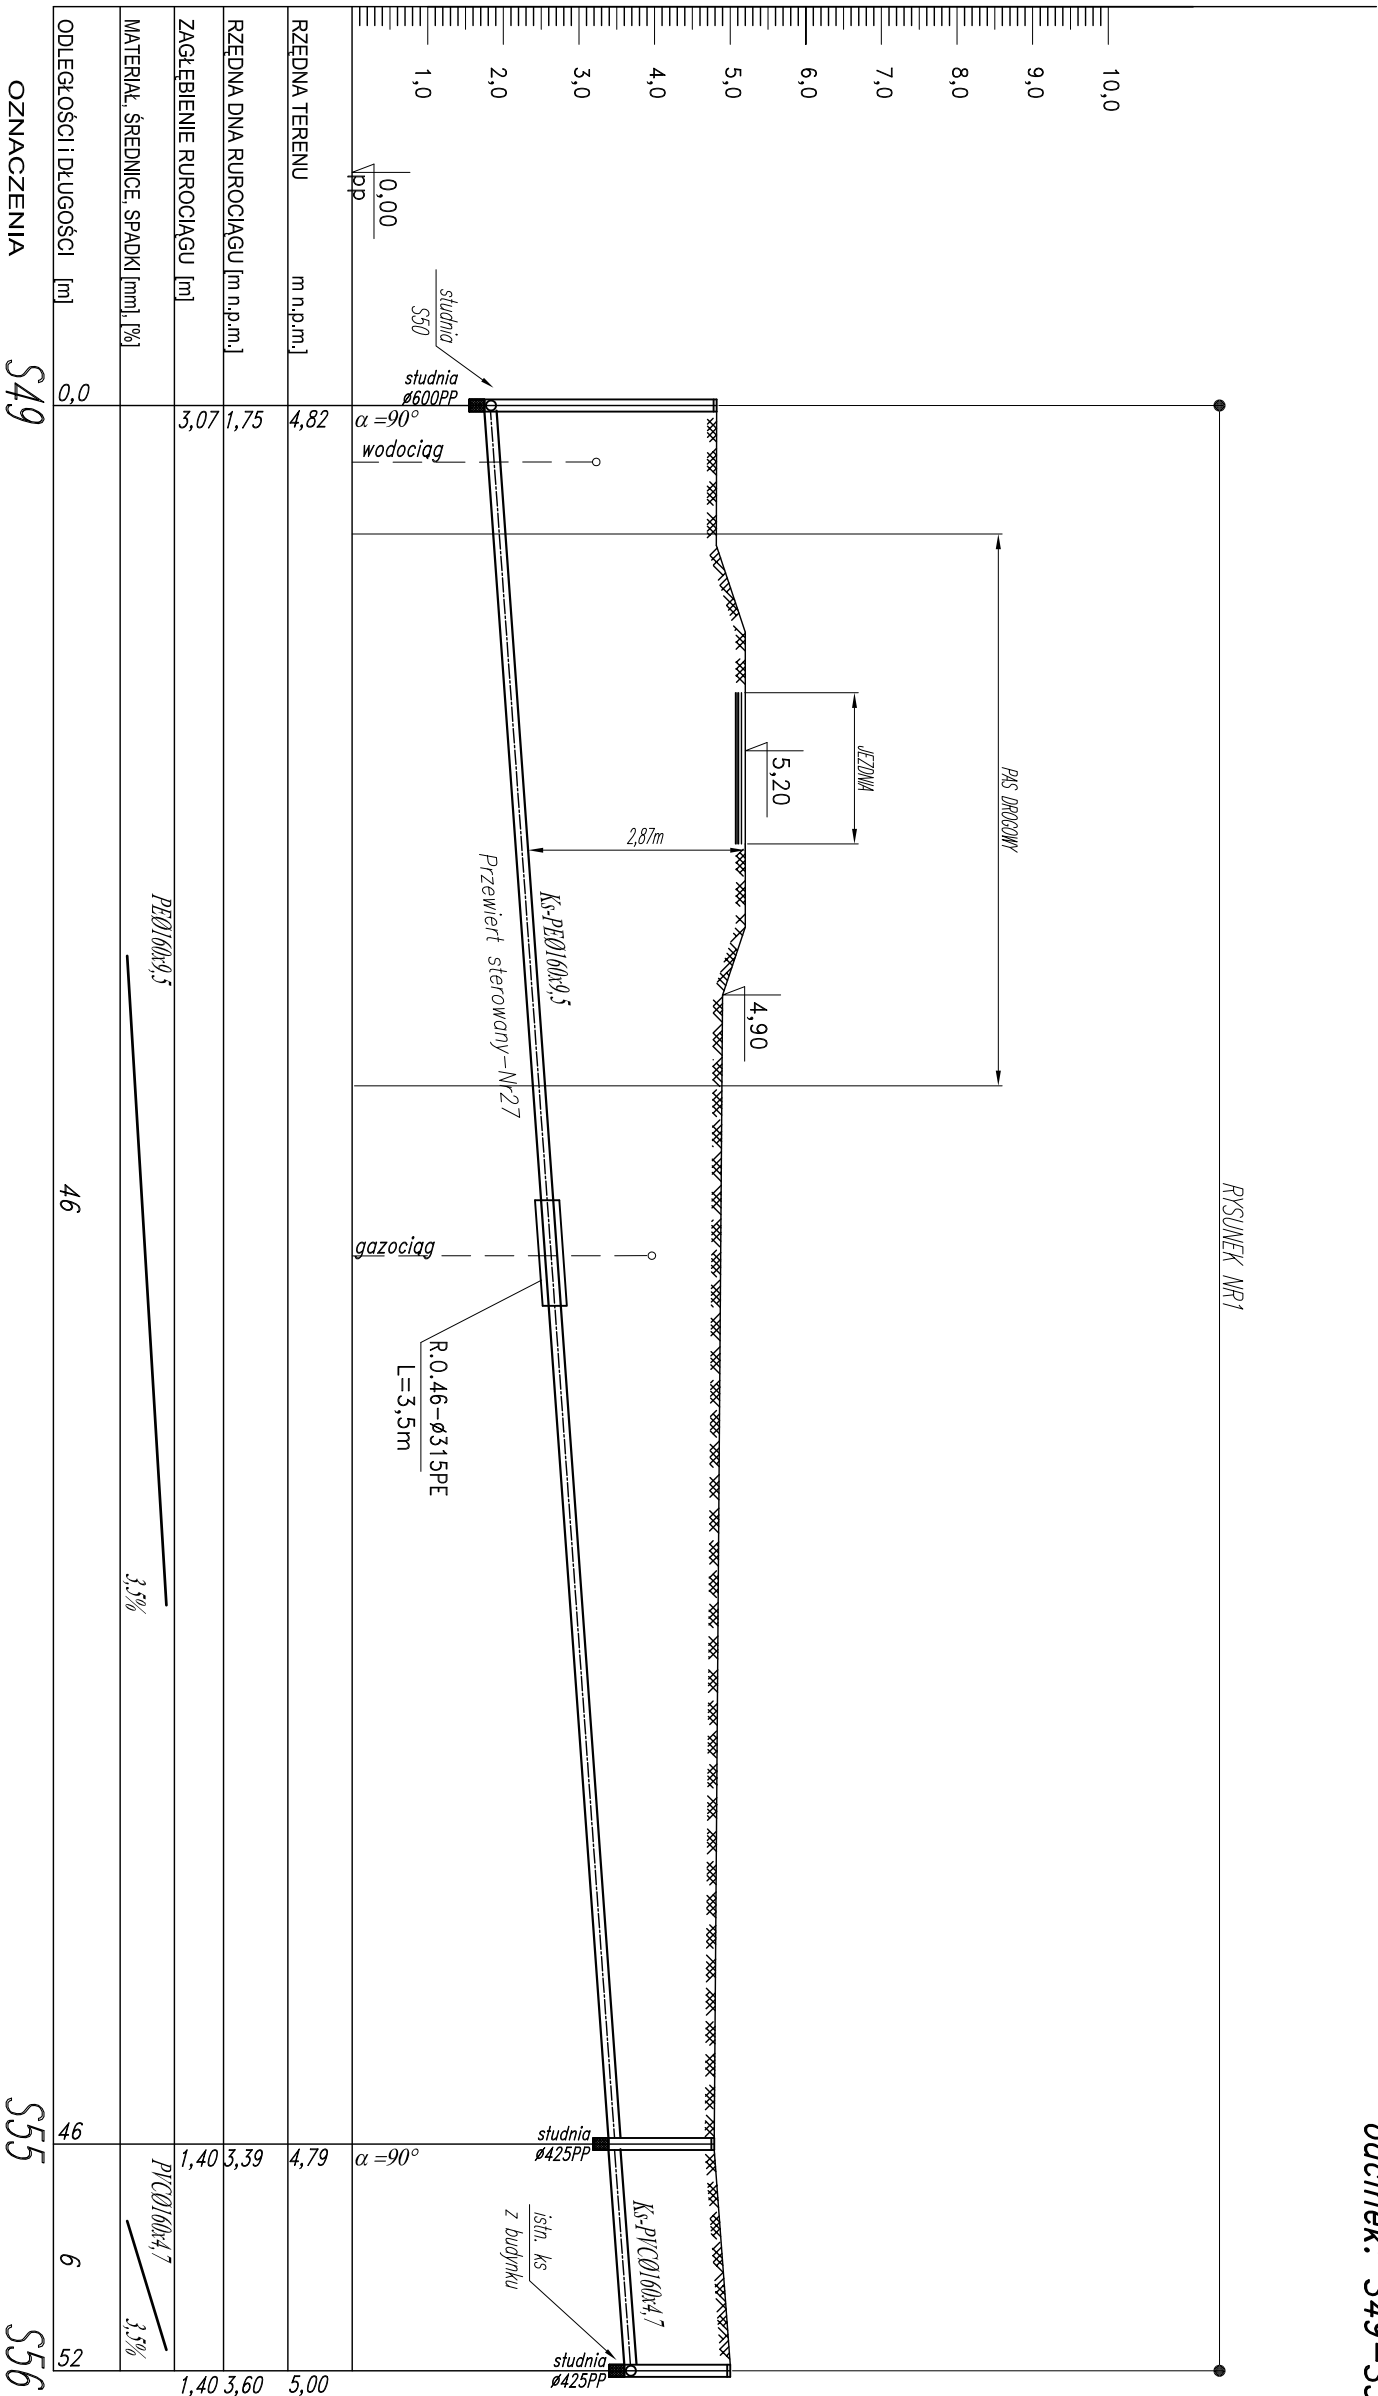 odcinek: S49-S5
RYSUNEK NR1
10,0
9,0
8,0
7,0
6,0
5,0
4,0
3,0
2,0
1,0
PAS DROGOWY
JEZDNIA
5,20
4,90
2,87m
0,00
pp
studnia
S50
studnia
ø600PP
Ks-PEØ160x9,5
Przewiert sterowany-Nr27
wodociąg
gazociąg
R.O.46-ø315PE
L=3,5m
studnia
ø425PP
Ks-PVCØ160x4,7
istn. ks
z budynku
studnia
ø425PP
α=90°
α=90°
RZĘDNA TERENU m n.p.m.] 4,82 4,79 5,00
RZĘDNA DNA RUROCIĄGU [m n.p.m.] 1,75 3,39 3,60
ZAGŁĘBIENIE RUROCIĄGU [m] 3,07 1,40 1,40
MATERIAŁ, ŚREDNICE, SPADKI [mm], [%] PEØ160x9,5 3,5% PVCØ160x4,7 3,5%
ODLEGŁOŚCI i DŁUGOŚCI [m] 0,0 46 46 6 52
OZNACZENIA S49 S55 S56